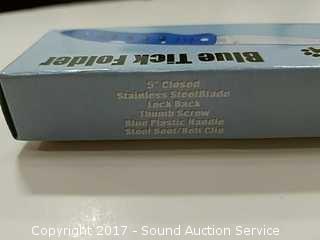 Blue Tick Folder
5" Closed
Stainless SteelBlade
Lock Back
Thumb Screw
Blue Plastic Handle
Steel Boot/Belt Clip
Copyright 2017 - Sound Auction Service